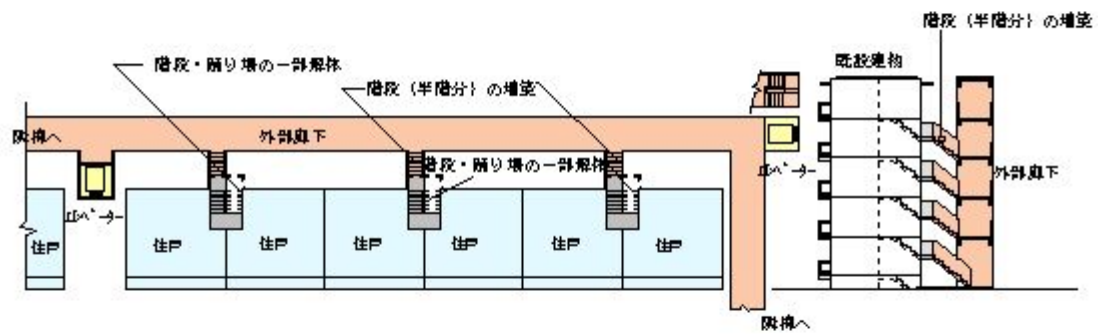 階段(半階分)の増築
階段・踊り場の一部解体
既設建物
階段(半階分)の増築
隣棟へ
外部廊下
階段・踊り場の一部解体
エレベーター
外部廊下
エレベーター
住戸
住戸
住戸
住戸
住戸
住戸
住戸
隣棟へ